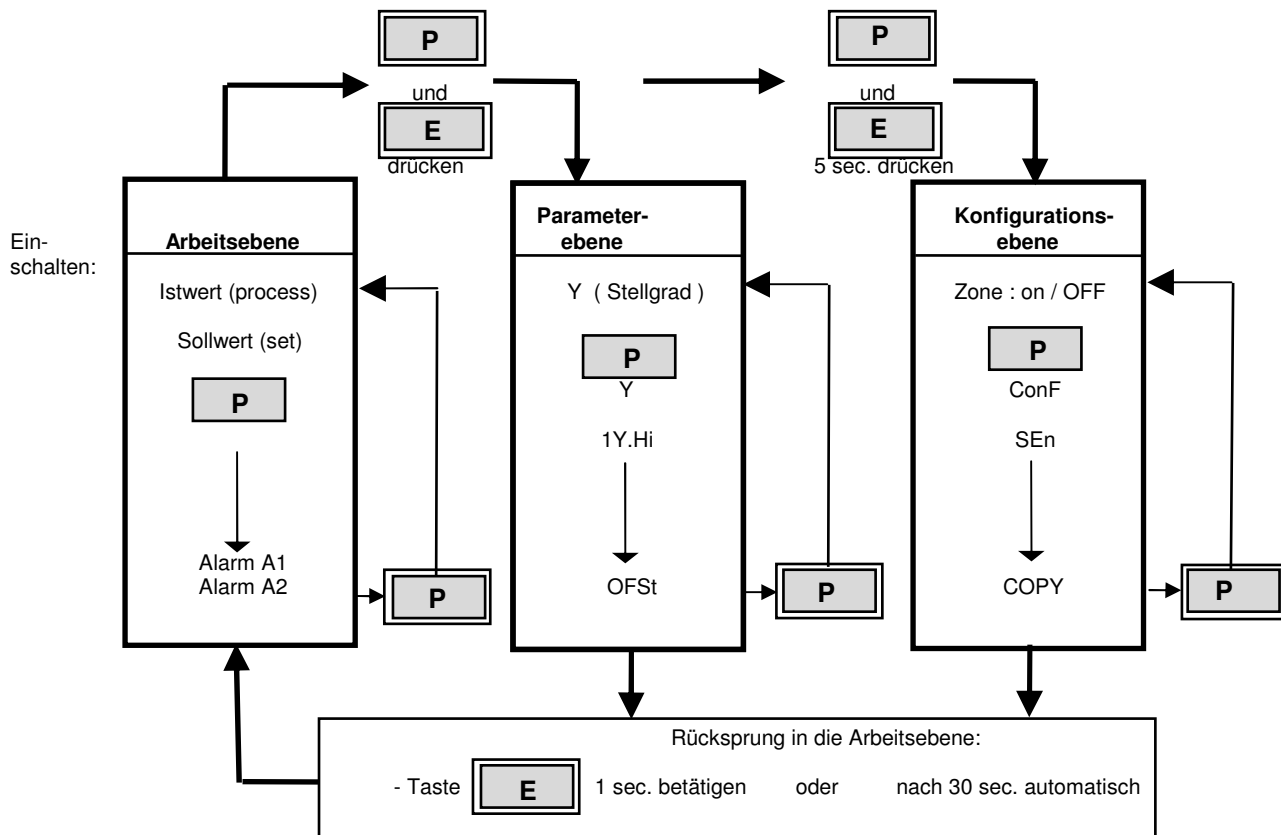 P
und
E
drücken
P
und
E
5 sec. drücken
Ein-
schalten:
Arbeitsebene
Istwert (process)
Sollwert (set)
P
Alarm A1
Alarm A2
P
Parameter-
ebene
Y ( Stellgrad )
P
Y
1Y.Hi
OFSt
P
Konfigurations-
ebene
Zone : on / OFF
P
ConF
SEn
COPY
P
Rücksprung in die Arbeitsebene:
- Taste E 1 sec. betätigen oder nach 30 sec. automatisch